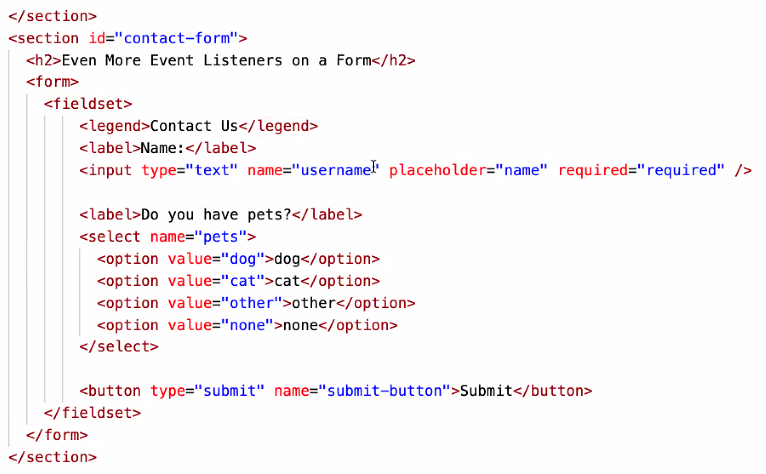 </section>
<section id="contact-form">
<h2>Even More Event Listeners on a Form</h2>
<form>
<fieldset>
<legend>Contact Us</legend>
<label>Name:</label>
<input type="text" name="username" placeholder="name" required="required" />
<label>Do you have pets?</label>
<select name="pets">
<option value="dog">dog</option>
<option value="cat">cat</option>
<option value="other">other</option>
<option value="none">none</option>
</select>
<button type="submit" name="submit-button">Submit</button>
</fieldset>
</form>
</section>